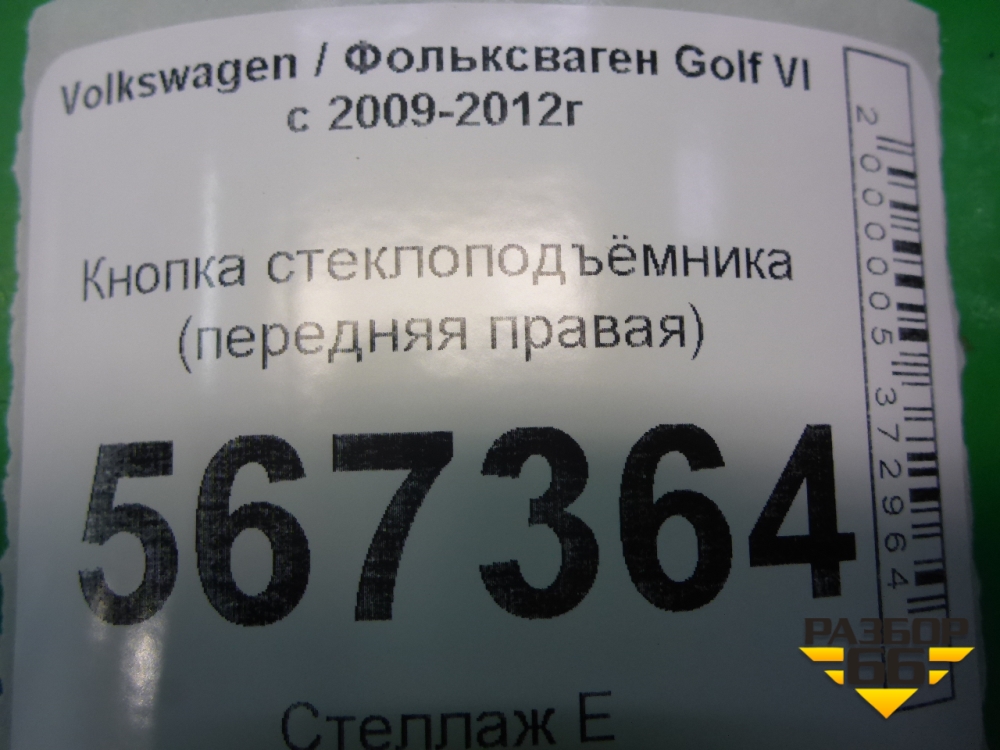 Volkswagen / Фольксваген Golf VI
с 2009-2012г
Кнопка стеклоподъёмника
(передняя правая)
567364
Стеллаж Е
2000005372964
РАЗБОР
66